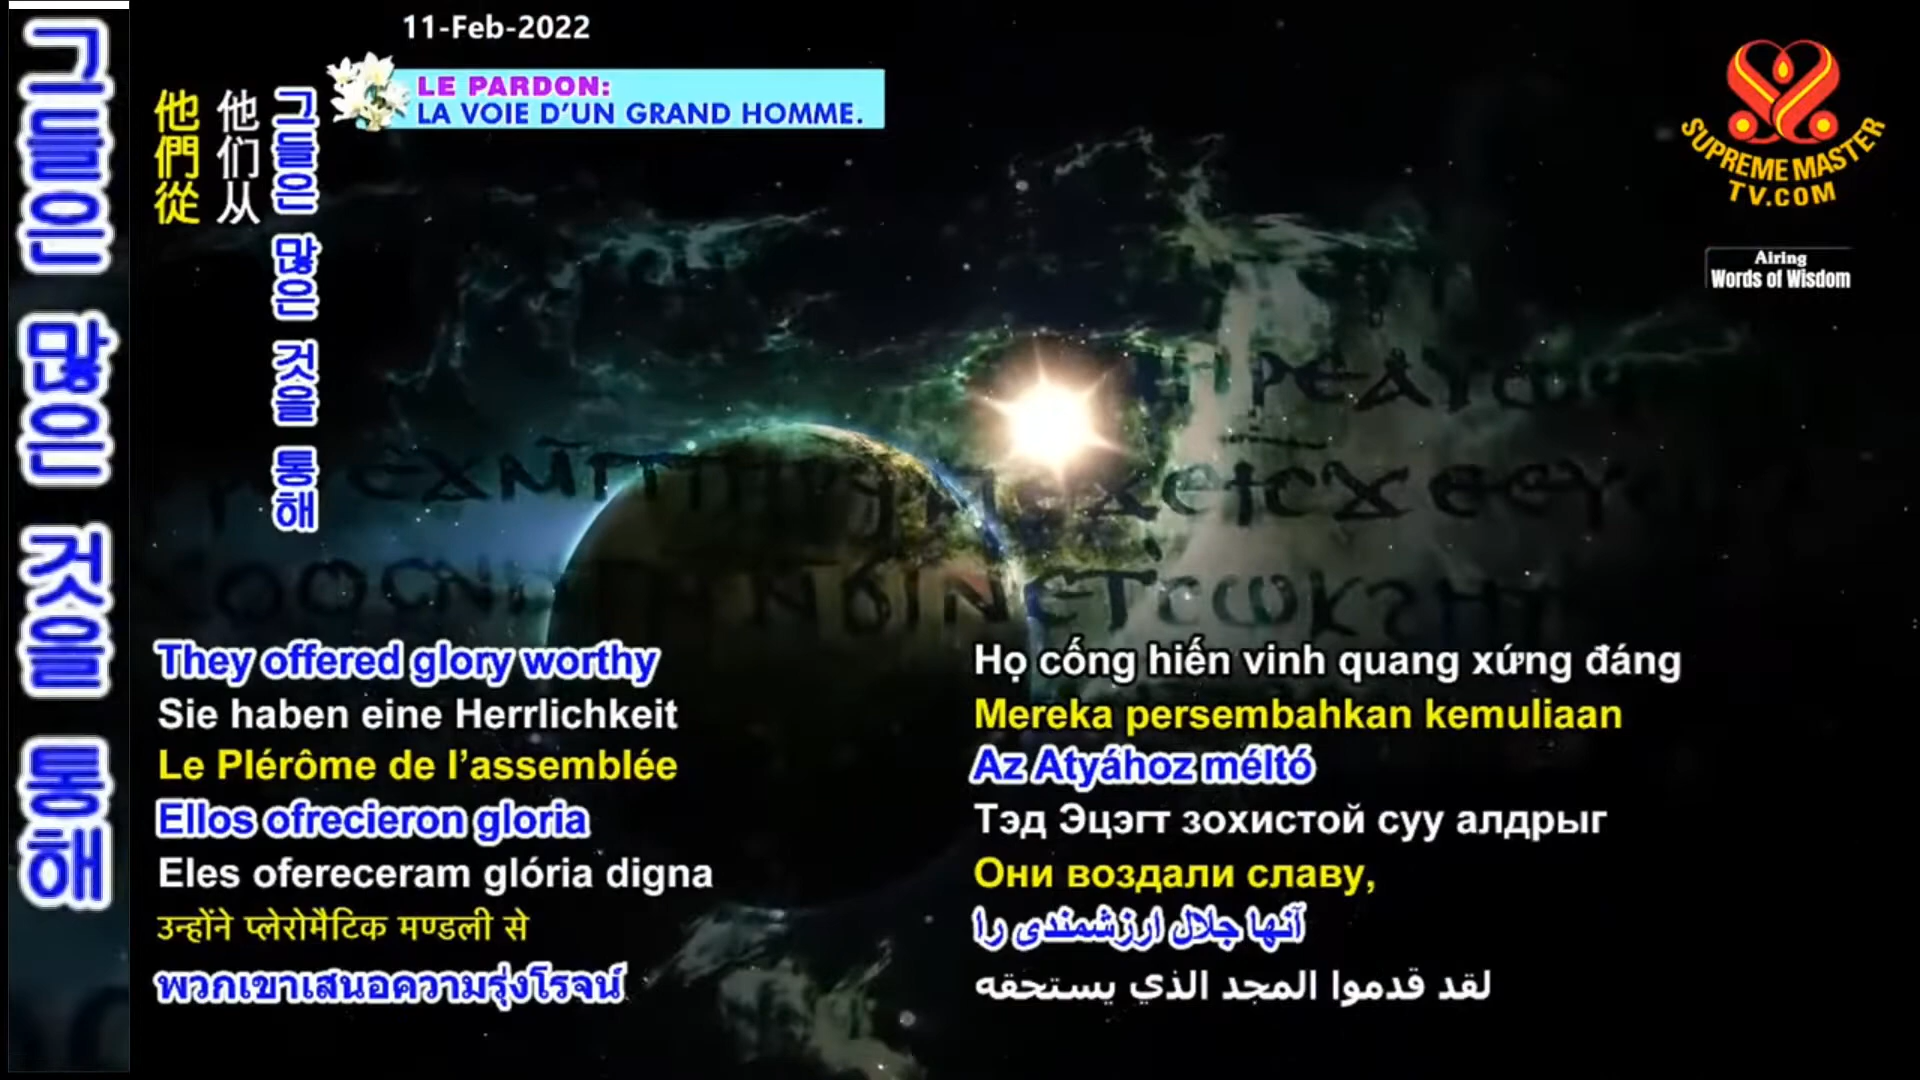 그들은 많은 것을 통해
11-Feb-2022
LE PARDON:
LA VOIE D’UN GRAND HOMME.
他們從
他们从
그들은 많은 것을 통해
SUPREME MASTER
TV.COM
Airing
Words of Wisdom
They offered glory worthy
Sie haben eine Herrlichkeit
Le Plérôme de l’assemblée
Ellos ofrecieron gloria
Eles ofereceram glória digna
उन्होंने प्लेरोमैटिक मण्डली से
พวกเขาเสนอความรุ่งโรจน์
Họ cống hiến vinh quang xứng đáng
Mereka persembahkan kemuliaan
Az Atyához méltó
Тэд Эцэгт зохистой суу алдрыг
Они воздали славу,
آنها جلال ارزشمندی را
لقد قدموا المجد الذي يستحقه